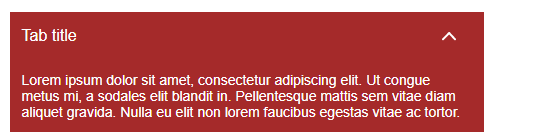 Tab title
Lorem ipsum dolor sit amet, consectetur adipiscing elit. Ut congue
metus mi, a sodales elit blandit in. Pellentesque mattis sem vitae diam
aliquet gravida. Nulla eu elit non lorem faucibus egestas vitae ac tortor.